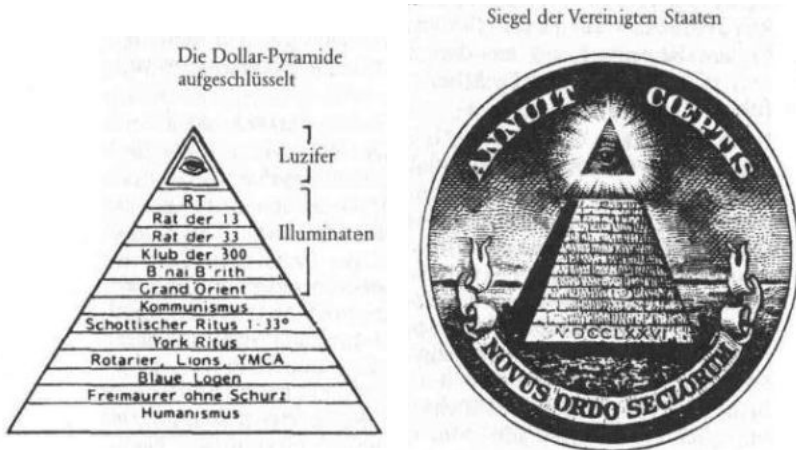 Die Dollar-Pyramide
aufgeschlüsselt
Luzifer
RT
Rat der 13
Rat der 33
Klub der 300
B'nai B'rith
Grand Orient
Illuminaten
Kommunismus
Schottischer Ritus 1-33°
York Ritus
Rotarier, Lions, YMCA
Blaue Logen
Freimaurer ohne Schurz
Humanismus
Siegel der Vereinigten Staaten
ANNUIT CŒPTIS
MDCCLXXVI
NOVUS ORDO SECLORUM